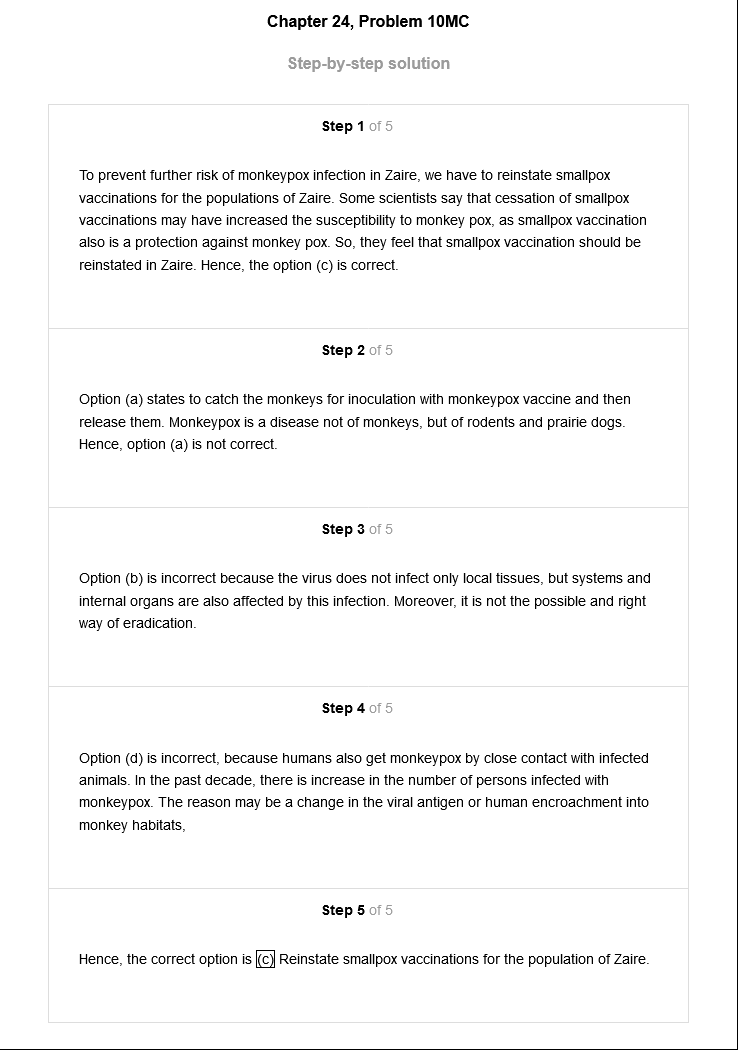 Chapter 24, Problem 10MC
Step-by-step solution
Step 1 of 5
To prevent further risk of monkeypox infection in Zaire, we have to reinstate smallpox
vaccinations for the populations of Zaire. Some scientists say that cessation of smallpox
vaccinations may have increased the susceptibility to monkey pox, as smallpox vaccination
also is a protection against monkey pox. So, they feel that smallpox vaccination should be
reinstated in Zaire. Hence, the option (c) is correct.
Step 2 of 5
Option (a) states to catch the monkeys for inoculation with monkeypox vaccine and then
release them. Monkeypox is a disease not of monkeys, but of rodents and prairie dogs.
Hence, option (a) is not correct.
Step 3 of 5
Option (b) is incorrect because the virus does not infect only local tissues, but systems and
internal organs are also affected by this infection. Moreover, it is not the possible and right
way of eradication.
Step 4 of 5
Option (d) is incorrect, because humans also get monkeypox by close contact with infected
animals. In the past decade, there is increase in the number of persons infected with
monkeypox. The reason may be a change in the viral antigen or human encroachment into
monkey habitats,
Step 5 of 5
Hence, the correct option is (c) Reinstate smallpox vaccinations for the population of Zaire.